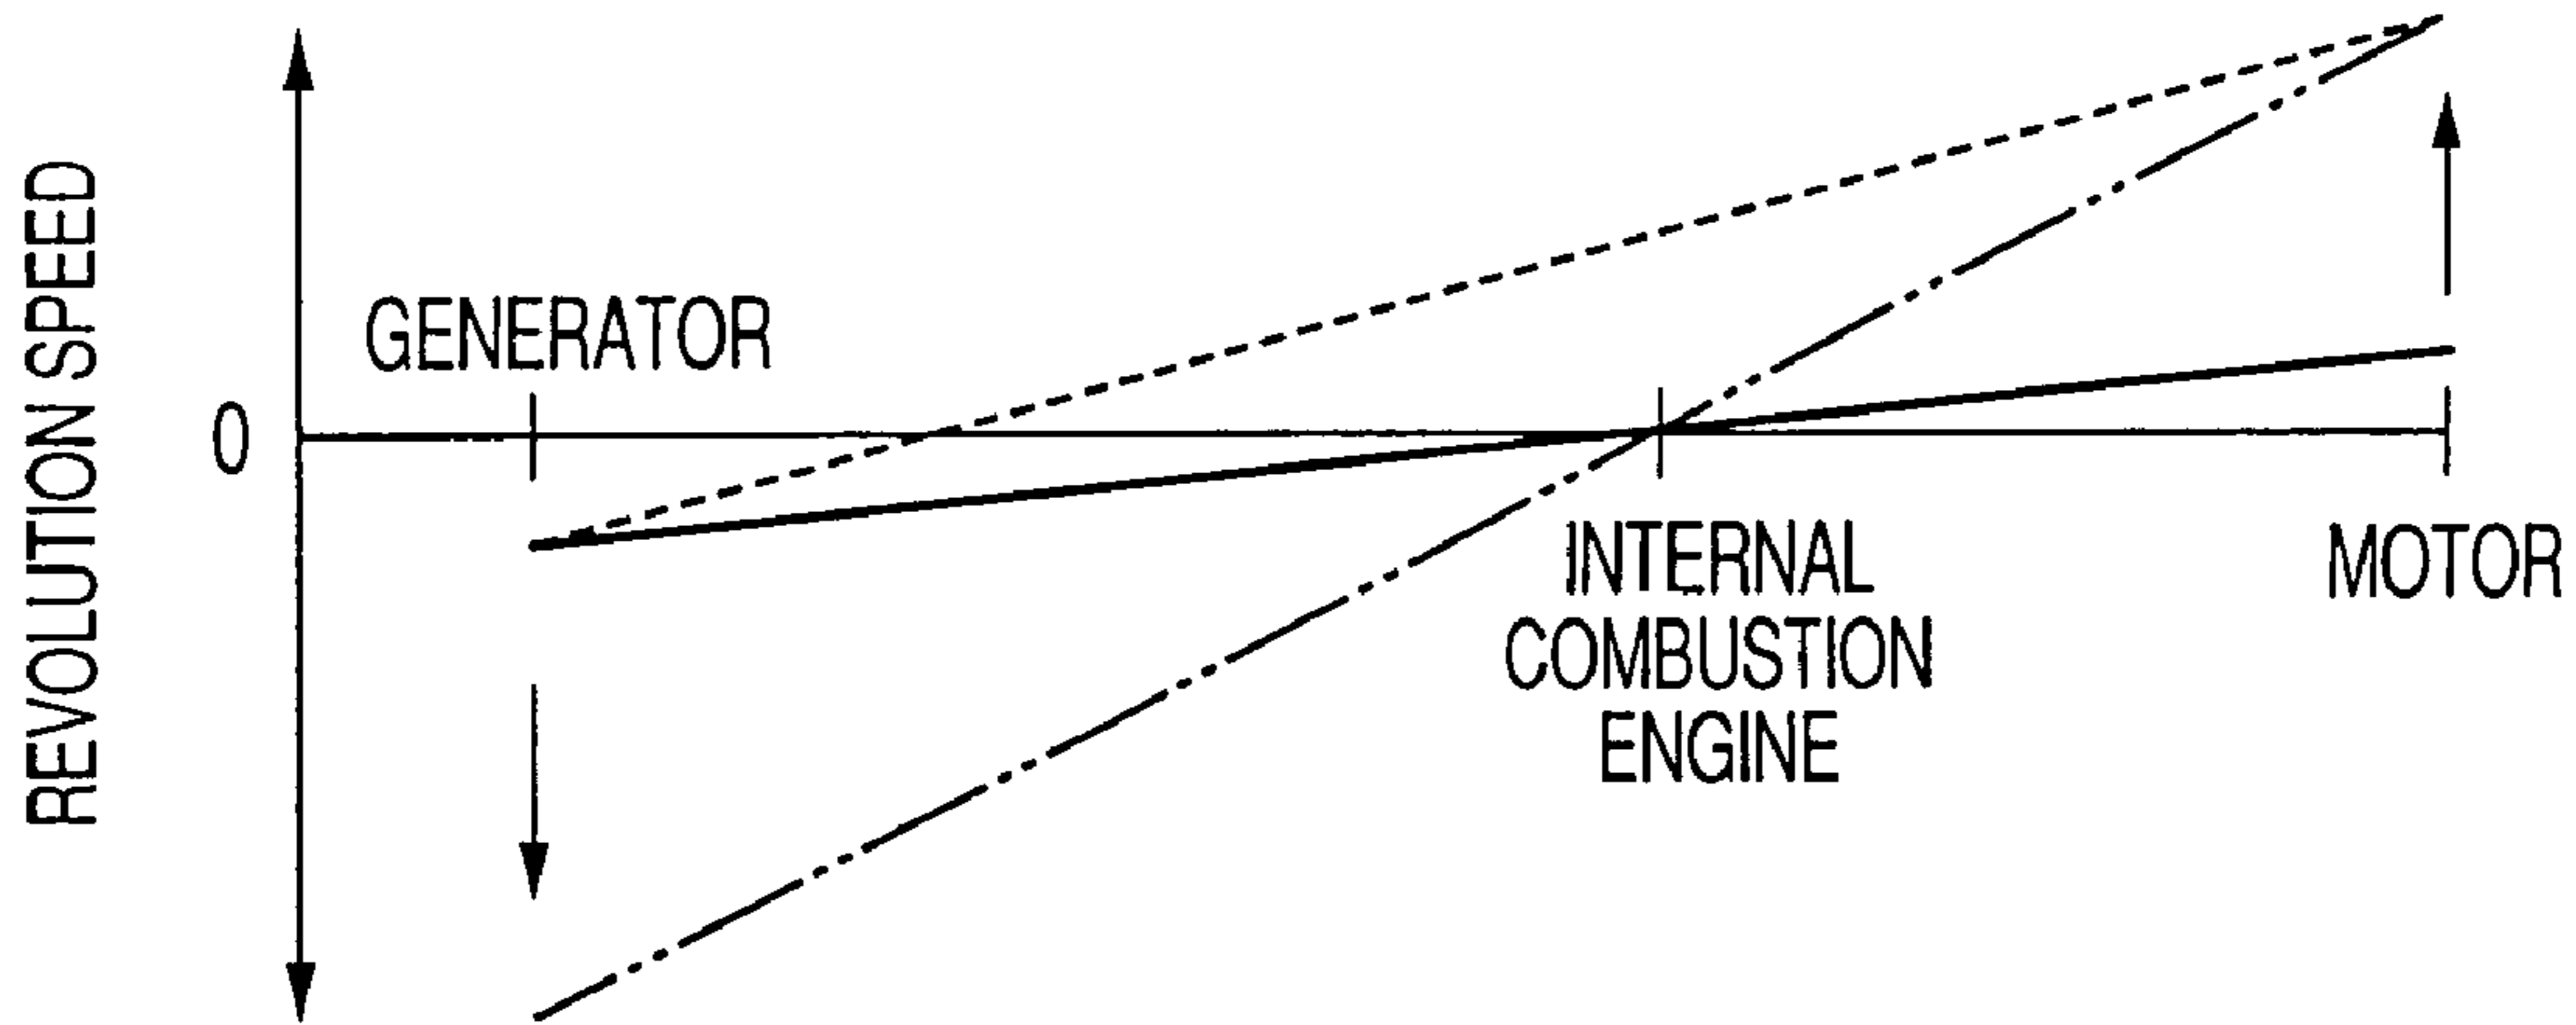 REVOLUTION SPEED
GENERATOR
0
INTERNAL
COMBUSTION
ENGINE
MOTOR